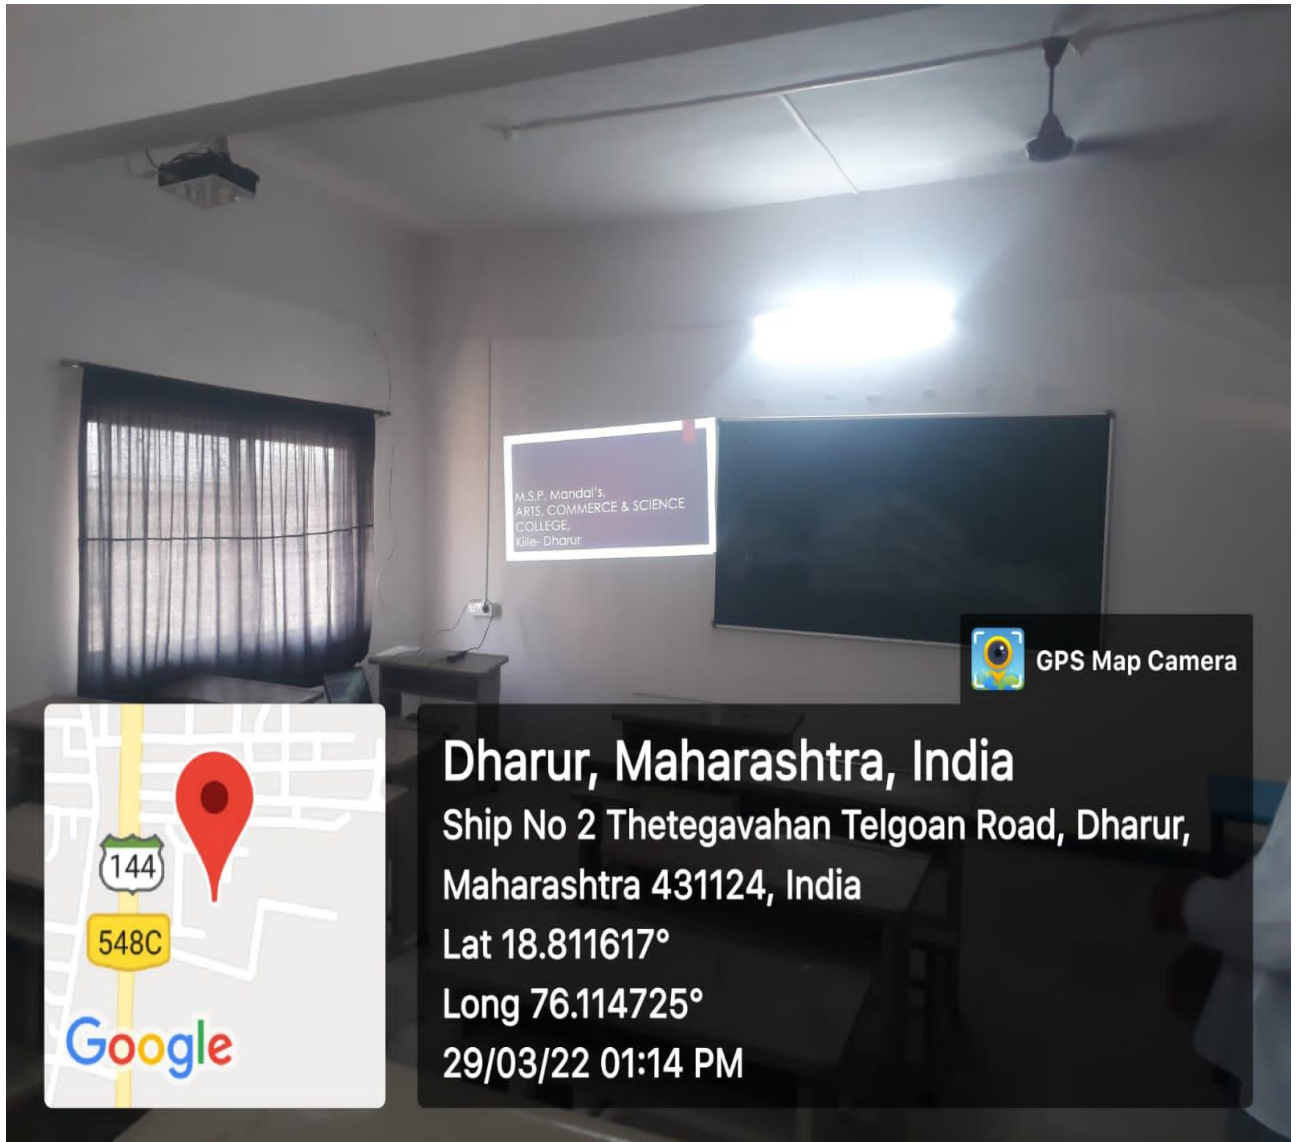 M.S.P. Mandal's,
ARTS, COMMERCE & SCIENCE
COLLEGE,
Kille- Dharur
GPS Map Camera
Dharur, Maharashtra, India
Ship No 2 Thetegavahan Telgoan Road, Dharur,
Maharashtra 431124, India
Lat 18.811617°
Long 76.114725°
29/03/22 01:14 PM
144
548C
Google